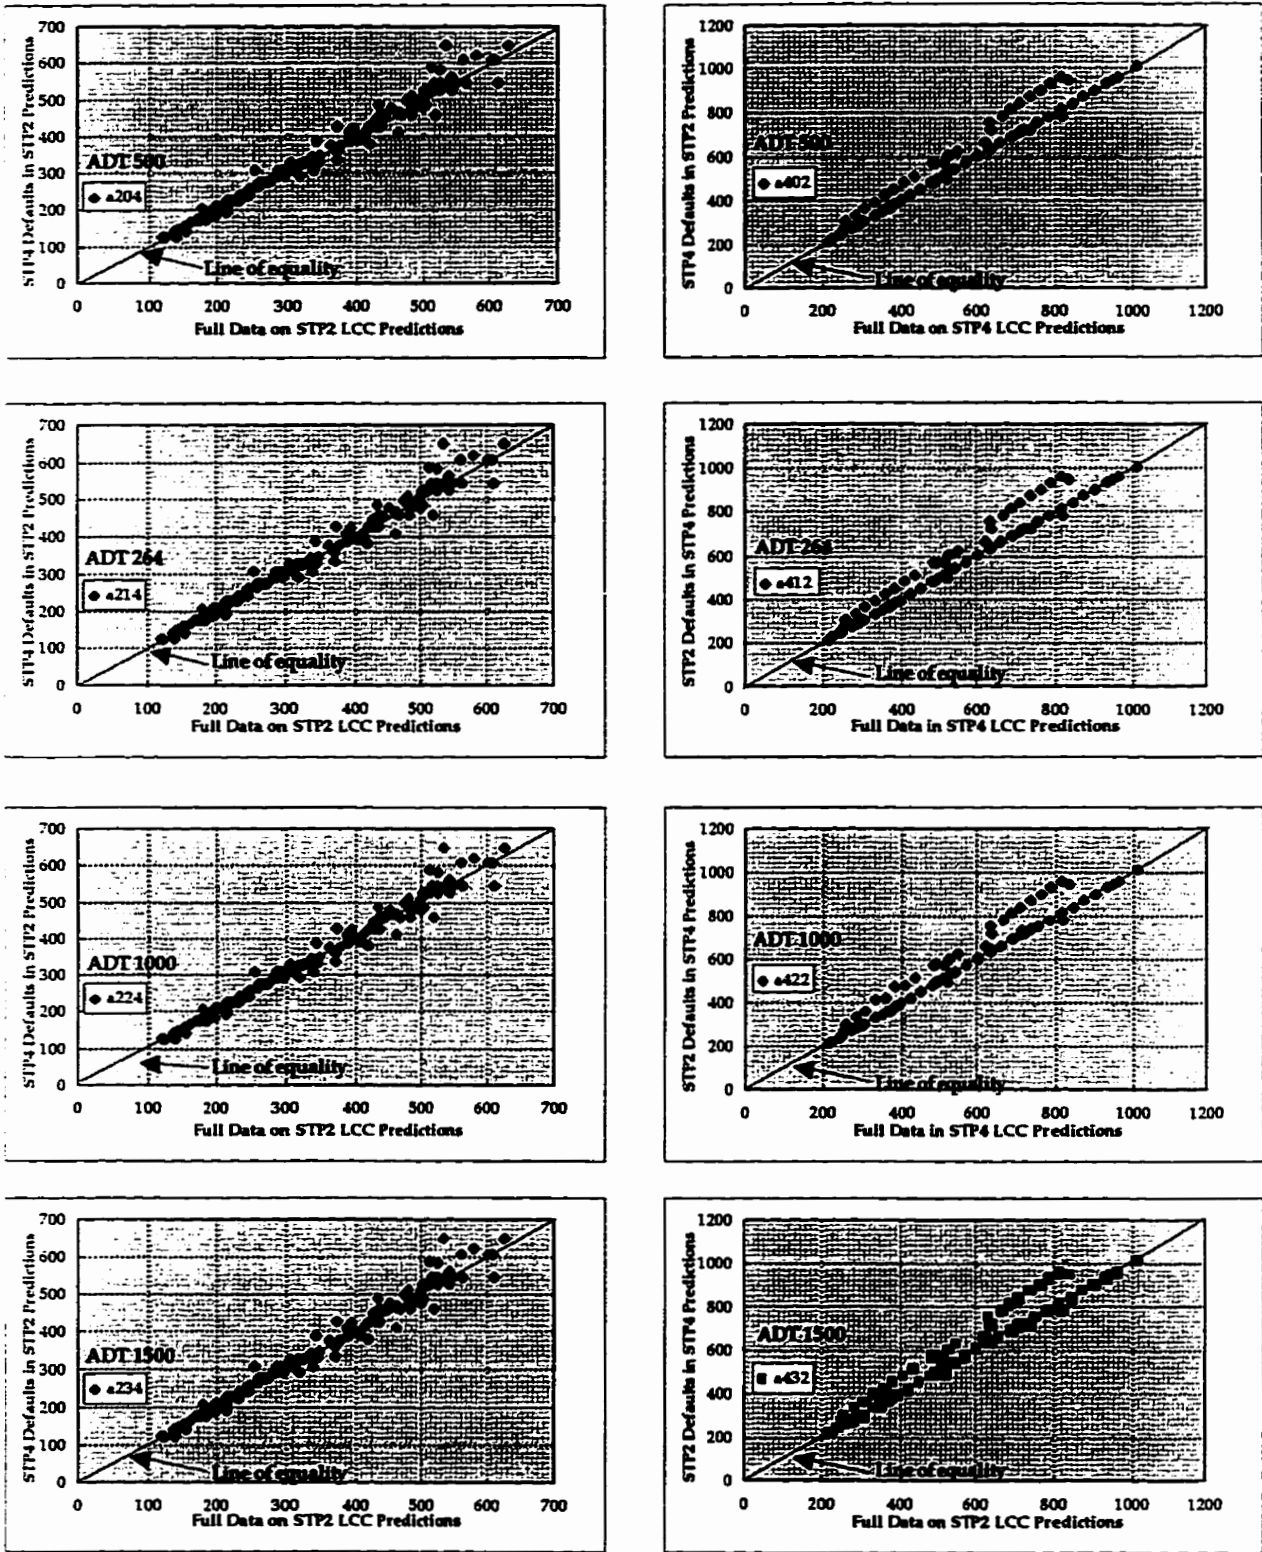 STP4 Defaults in STP2 Predictions
700
600
500
400
300
200
100
0
ADT 500
a204
Line of equality
0 100 200 300 400 500 600 700
Full Data on STP2 LCC Predictions
STP4 Defaults in STP2 Predictions
1200
1000
800
600
400
200
0
ADT 500
a402
Line of equality
0 200 400 600 800 1000 1200
Full Data on STP4 LCC Predictions
STP4 Defaults in STP2 Predictions
700
600
500
400
300
200
100
0
ADT 264
a214
Line of equality
0 100 200 300 400 500 600 700
Full Data on STP2 LCC Predictions
STP2 Defaults in STP4 Predictions
1200
1000
800
600
400
200
0
ADT
a412
Line of equality
0 200 400 600 800 1000 1200
Full Data in STP4 LCC Predictions
STP4 Defaults in STP2 Predictions
700
600
500
400
300
200
100
0
ADT 1000
a224
Line of equality
0 100 200 300 400 500 600 700
Full Data on STP2 LCC Predictions
STP2 Defaults in STP4 Predictions
1200
1000
800
600
400
200
0
ADT 1000
a422
Line of equality
0 200 400 600 800 1000 1200
Full Data in STP4 LCC Predictions
STP4 Defaults in STP2 Predictions
700
600
500
400
300
200
100
0
ADT 1500
a234
Line of equality
0 100 200 300 400 500 600 700
Full Data on STP2 LCC Predictions
STP2 Defaults in STP4 Predictions
1200
1000
800
600
400
200
0
ADT 1500
a432
Line of equality
0 200 400 600 800 1000 1200
Full Data on STP2 LCC Predictions